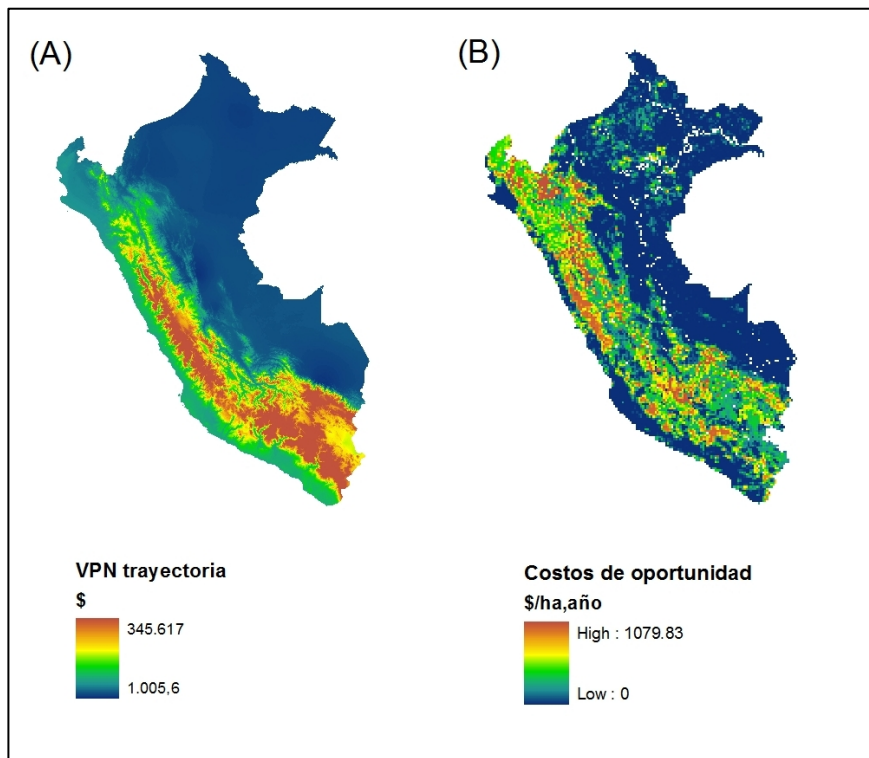 (A)
(B)
VPN trayectoria
$
345.617
1.005,6
Costos de oportunidad
$/ha,año
High : 1079.83
Low : 0